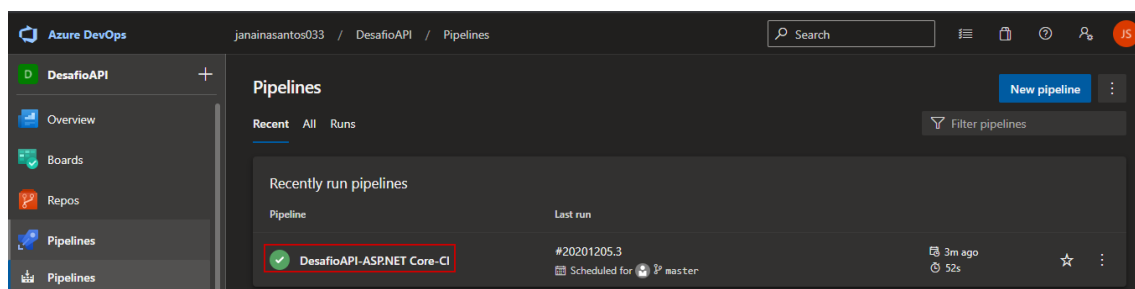 Azure DevOps
janainasantos033 / DesafioAPI / Pipelines
Search
JS
D DesafioAPI
Pipelines
New pipeline
Overview
Recent All Runs
Filter pipelines
Boards
Recently run pipelines
Repos
Pipeline Last run
Pipelines
DesafioAPI-ASP.NET Core-CI
#20201205.3
3m ago
Scheduled for master
52s
Pipelines